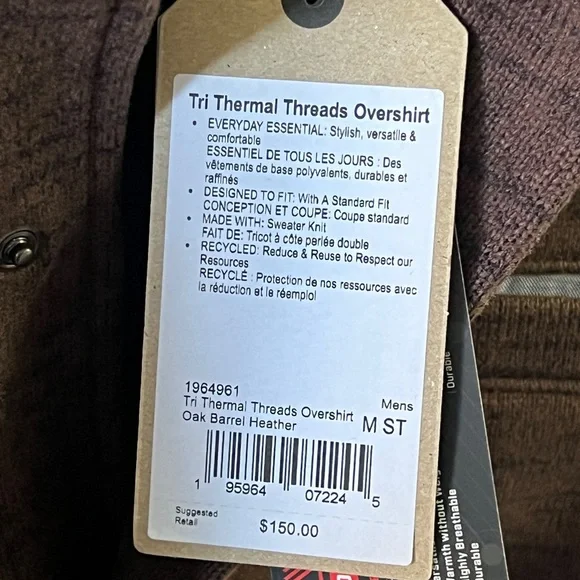 Tri Thermal Threads Overshirt
• EVERYDAY ESSENTIAL: Stylish, versatile &
comfortable
ESSENTIEL DE TOUS LES JOURS : Des
vêtements de base polyvalents, durables et
raffinés
• DESIGNED TO FIT: With A Standard Fit
CONCEPTION ET COUPE: Coupe standard
• MADE WITH: Sweater Knit
FAIT DE: Tricot à côte perlée double
• RECYCLED: Reduce & Reuse to Respect our
Resources
RECYCLÉ : Protection de nos ressources avec
la réduction et le réemploi
1964961
Mens
Tri Thermal Threads Overshirt
M ST
Oak Barrel Heather
1 95964 07224 5
Suggested
Retail
$150.00
Durable
armth without
Highly Breathable